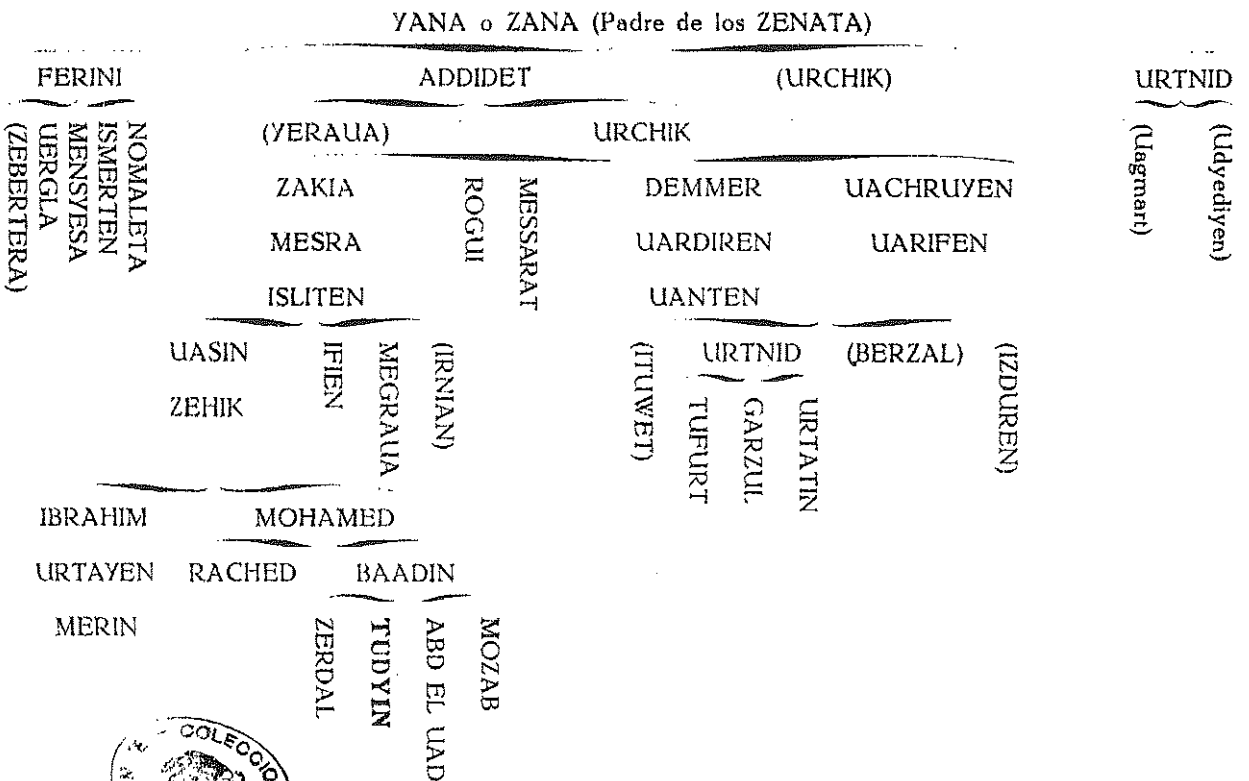 YANA o ZANA (Padre de los ZENATA)
FERINI ADDIDET (URCHIK) URTNID
(ZEBERTERA)
UERGLA
MENSYESA
ISMERTEN
NOMALETA
(YERAUA) URCHIK
(Uagmart)
(Udyediyen)
ZAKIA
ROGUI
MESSARAT
DEMMER UACHRUYEN
MESRA UARDIREN UARIFEN
ISLITEN UANTEN
UASIN
IFIEN
MEGRAUA
(IRNIAN)
(ITUWET)
URTNID (BERZAL)
(IZDUREN)
ZEHIK
TUFURT
GARZUL
URTATIN
IBRAHIM MOHAMED
URTAYEN RACHED BAADIN
MERIN
ZERDAL
TUDYIN
ABD EL UAD
MOZAB